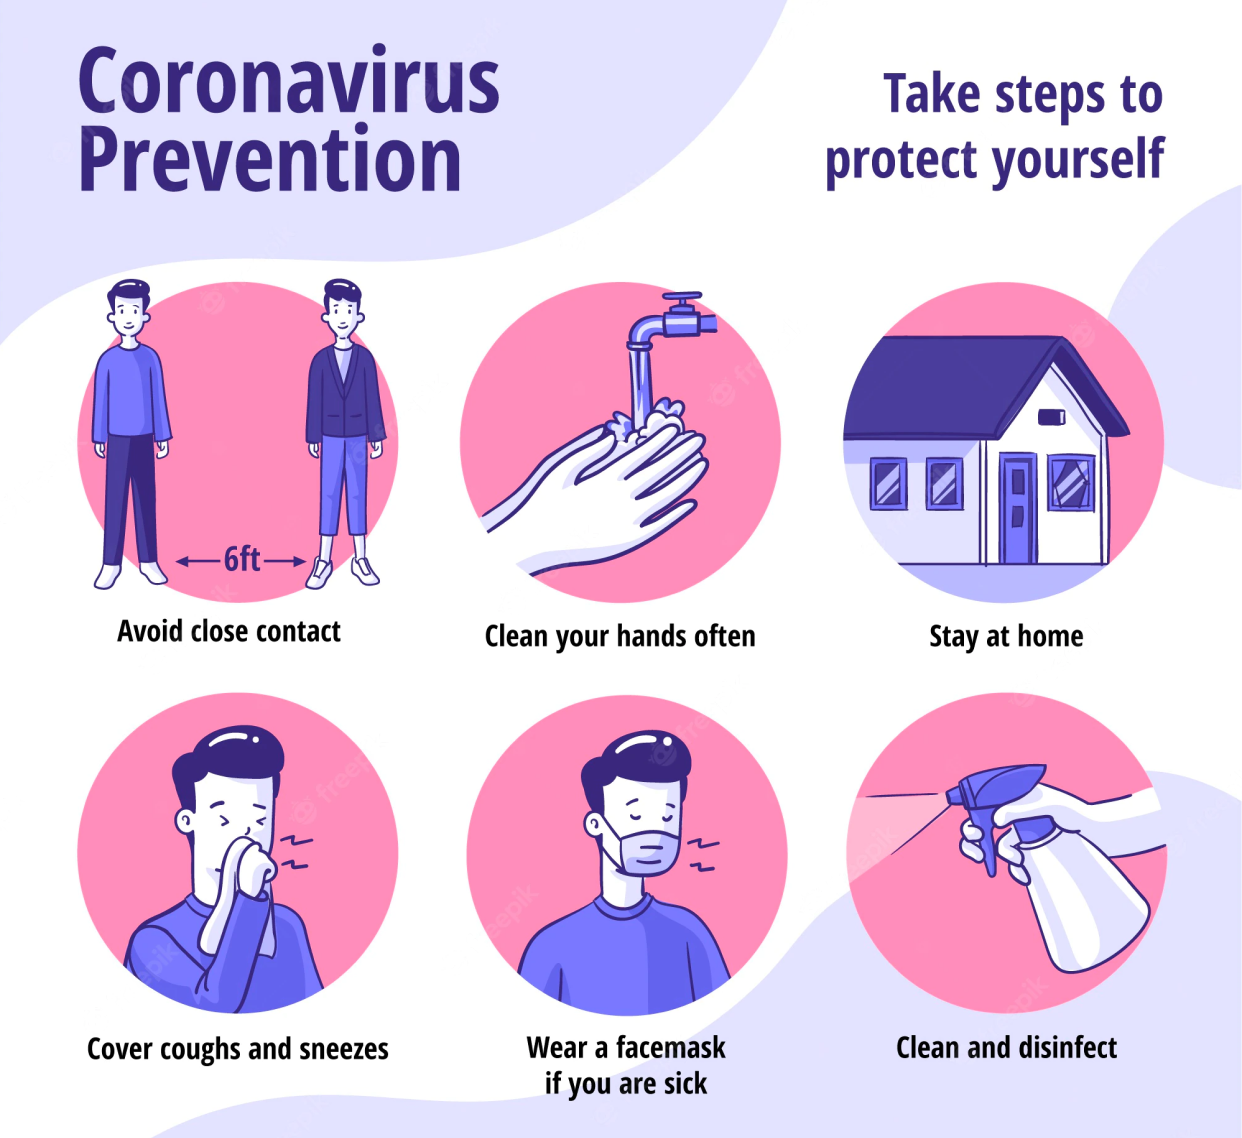 Coronavirus
Prevention
Take steps to
protect yourself
6ft
Avoid close contact
Clean your hands often
Stay at home
Cover coughs and sneezes
Wear a facemask
if you are sick
Clean and disinfect